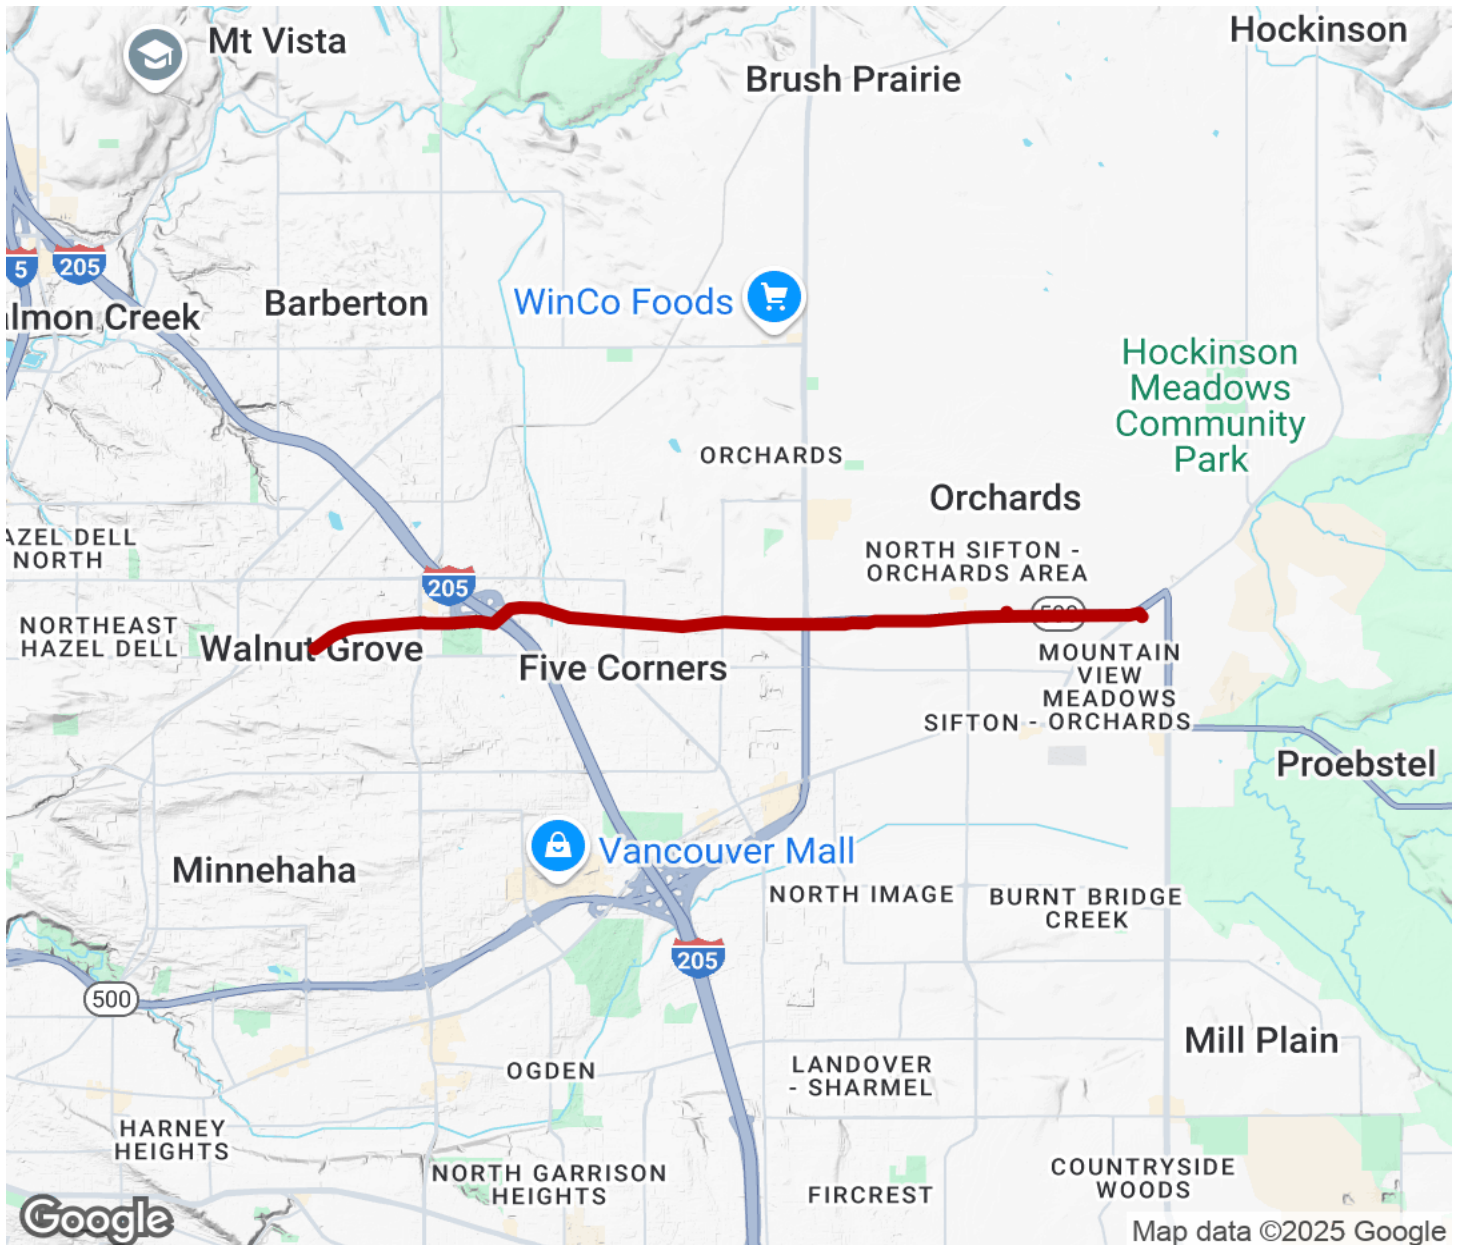 Mt Vista
Hockinson
Brush Prairie
5
205
lmon Creek
Barberton
WinCo Foods
Hockinson
Meadows
Community
Park
ORCHARDS
Orchards
AZEL DELL
NORTH
NORTH SIFTON -
ORCHARDS AREA
205
NORTHEAST
HAZEL DELL
Walnut Grove
500
Five Corners
MOUNTAIN
VIEW
MEADOWS
SIFTON - ORCHARDS
Proebstel
Vancouver Mall
Minnehaha
NORTH IMAGE
BURNT BRIDGE
CREEK
205
500
Mill Plain
OGDEN
LANDOVER
- SHARMEL
HARNEY
HEIGHTS
NORTH GARRISON
HEIGHTS
FIRCREST
COUNTRYSIDE
WOODS
Google
Map data ©2025 Google